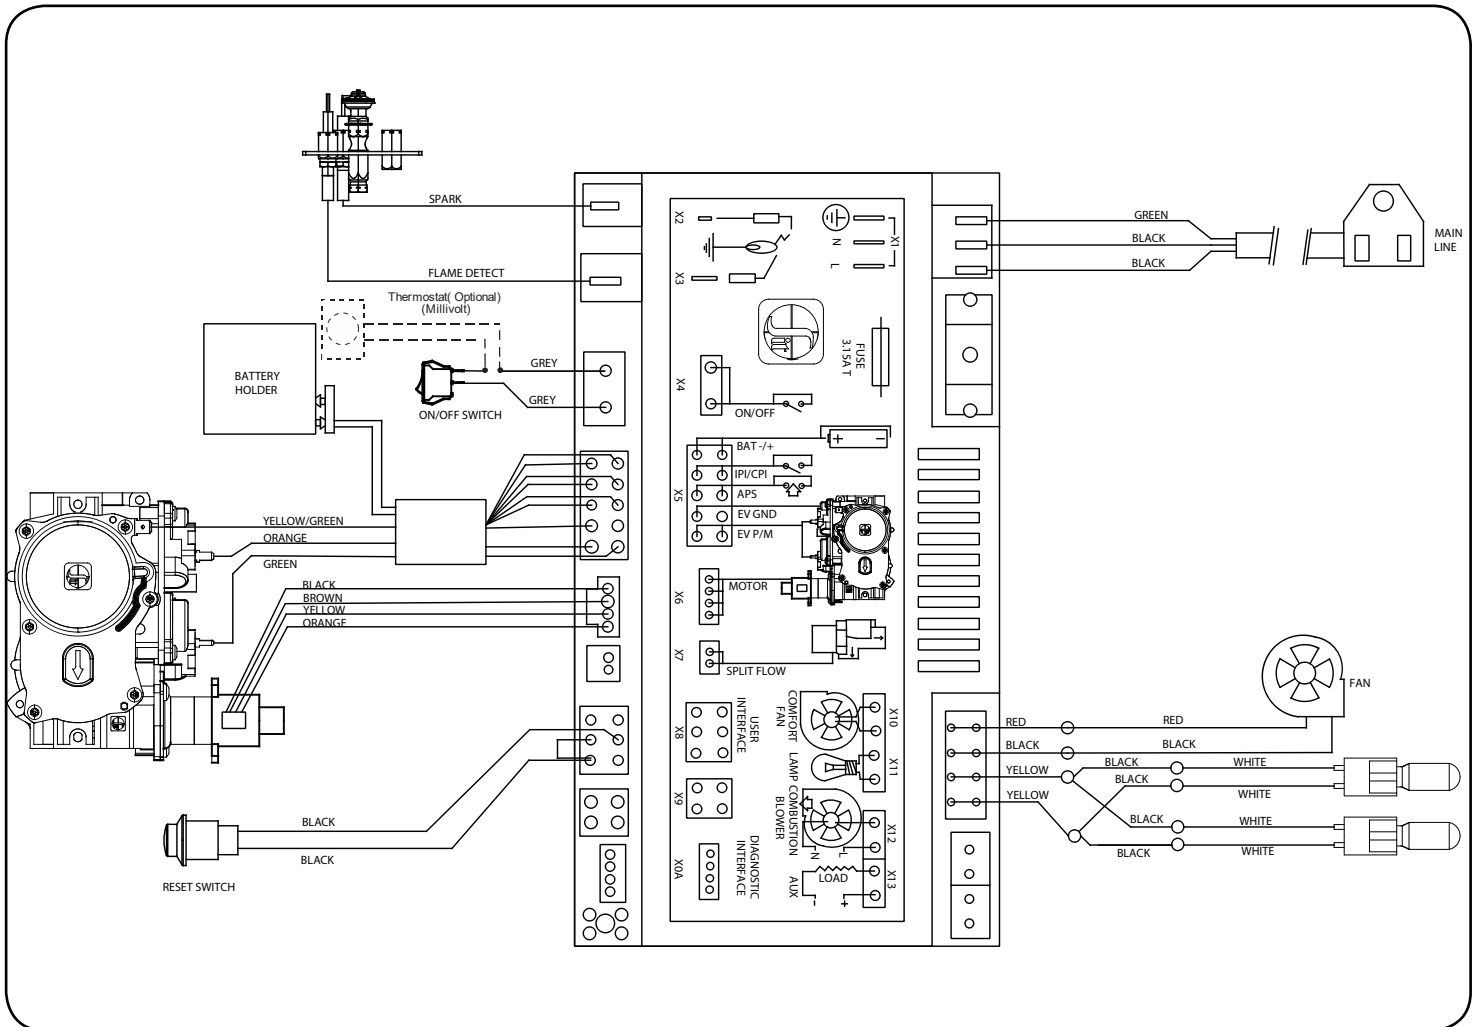 SPARK
FLAME DETECT
Thermostat( Optional)
(Millivolt)
BATTERY
HOLDER
GREY
GREY
ON/OFF SWITCH
YELLOW/GREEN
ORANGE
GREEN
BLACK
BROWN
YELLOW
ORANGE
BLACK
BLACK
RESET SWITCH
X2
X3
N
L
X1
FUSE
3.15A T
X4
ON/OFF
X5
BAT -/+
+ -
IPI/CPI
APS
EV GND
EV P/M
X6
MOTOR
X7
SPLIT FLOW
X8
USER
INTERFACE
COMFORT
FAN
X10
LAMP
X11
X9
COMBUSTION
BLOWER
X12
N
L
X0A
DIAGNOSTIC
INTERFACE
AUX
LOAD
- +
X13
GREEN
BLACK
BLACK
MAIN
LINE
FAN
RED
RED
BLACK
BLACK
YELLOW
BLACK
WHITE
BLACK
WHITE
YELLOW
BLACK
WHITE
BLACK
WHITE